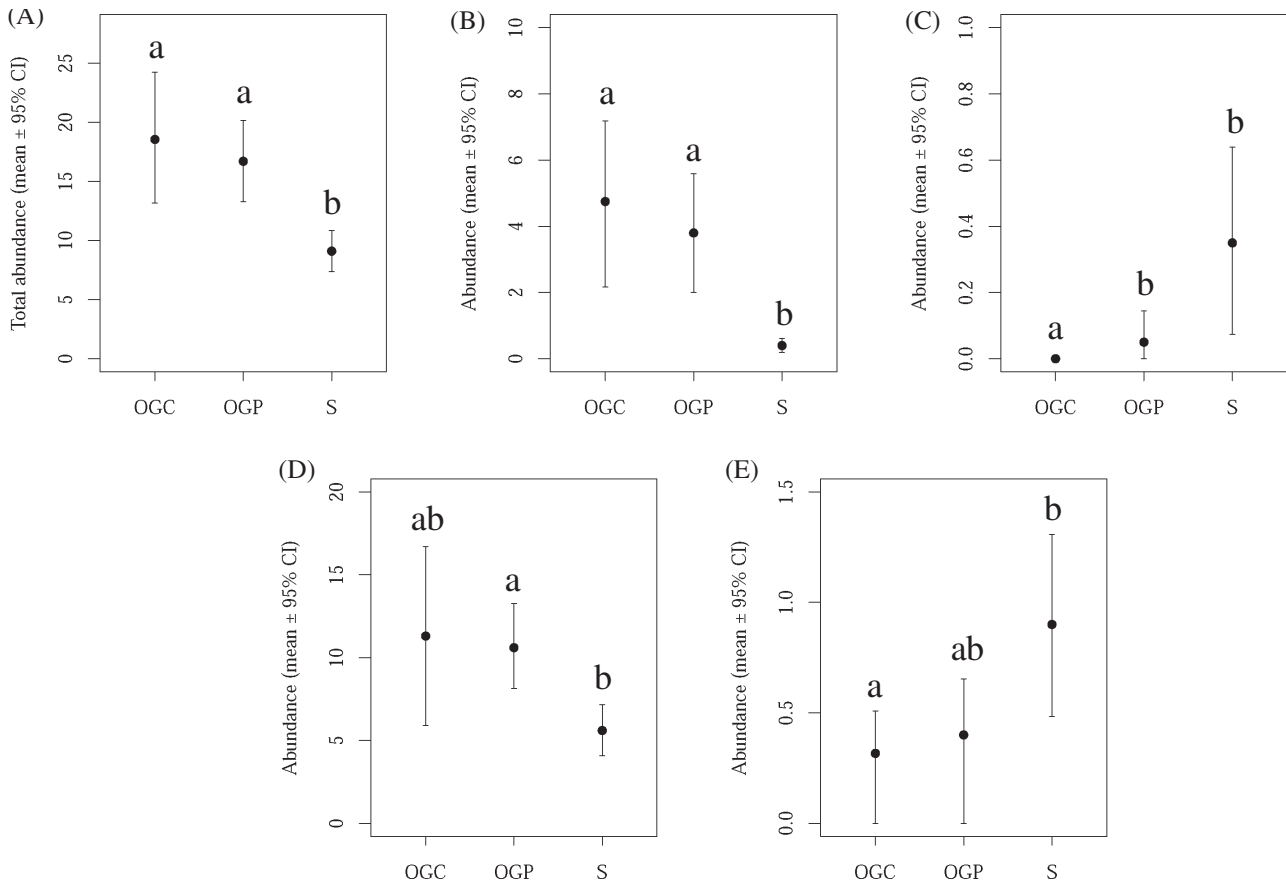 (A)
Total abundance (mean ± 95% CI)
25
20
15
10
5
0
a
a
b
OGC OGP S
(B)
Abundance (mean ± 95% CI)
10
8
6
4
2
0
a
a
b
OGC OGP S
(C)
Abundance (mean ± 95% CI)
1.0
0.8
0.6
0.4
0.2
0.0
a
b
b
OGC OGP S
(D)
Abundance (mean ± 95% CI)
20
15
10
5
0
ab
a
b
OGC OGP S
(E)
Abundance (mean ± 95% CI)
1.5
1.0
0.5
0.0
a
ab
b
OGC OGP S